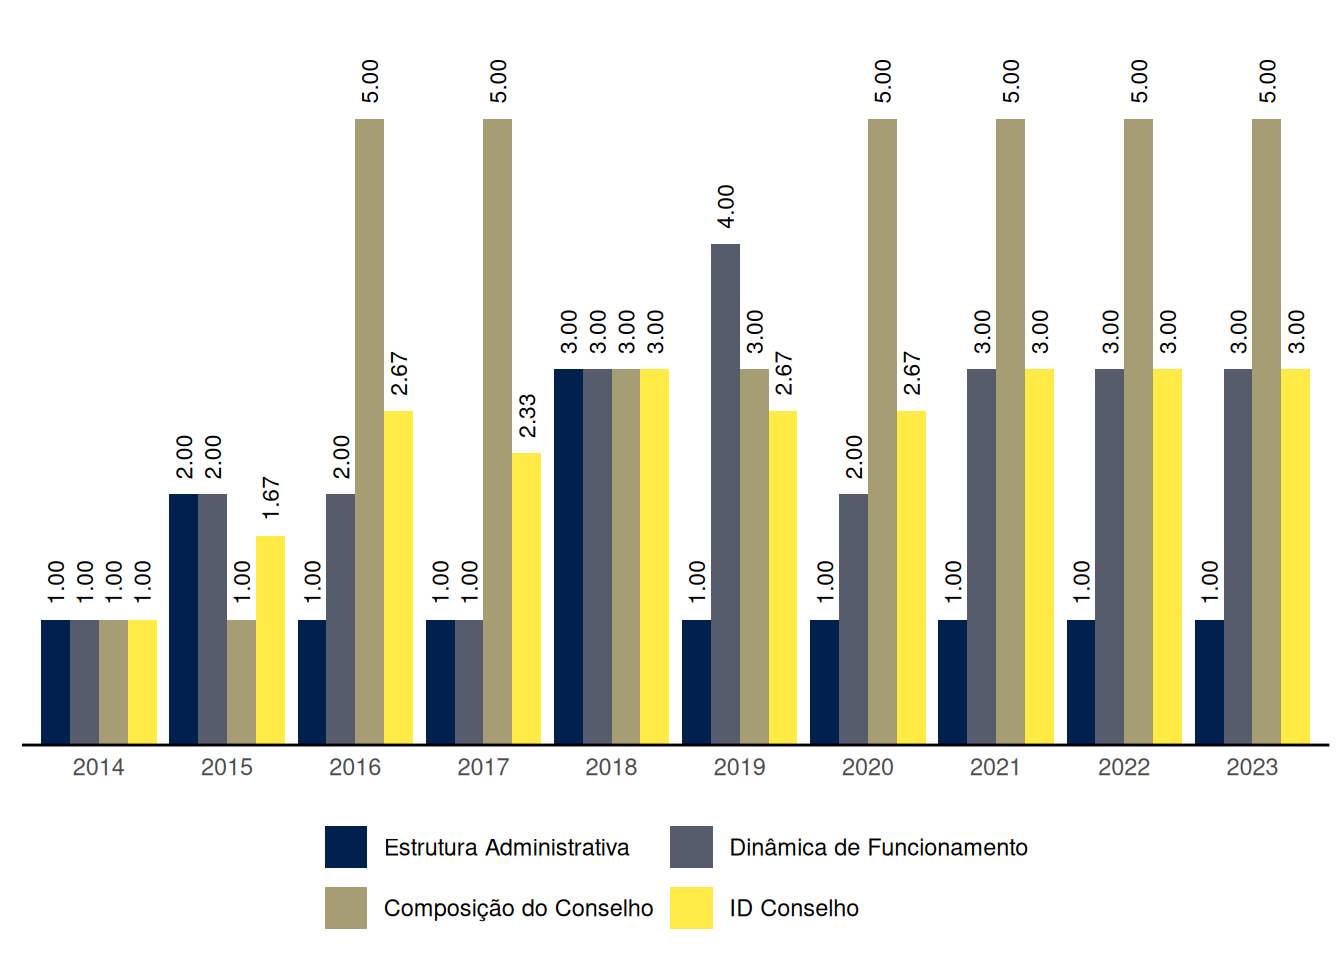 1.00 1.00 1.00 1.00
2.00 2.00 1.00 1.67
1.00 2.00 5.00 2.67
1.00 1.00 5.00 2.33
3.00 3.00 3.00 3.00
1.00 4.00 3.00 2.67
1.00 2.00 5.00 2.67
1.00 3.00 5.00 3.00
1.00 3.00 5.00 3.00
1.00 3.00 5.00 3.00
2014 2015 2016 2017 2018 2019 2020 2021 2022 2023
Estrutura Administrativa Dinâmica de Funcionamento
Composição do Conselho ID Conselho